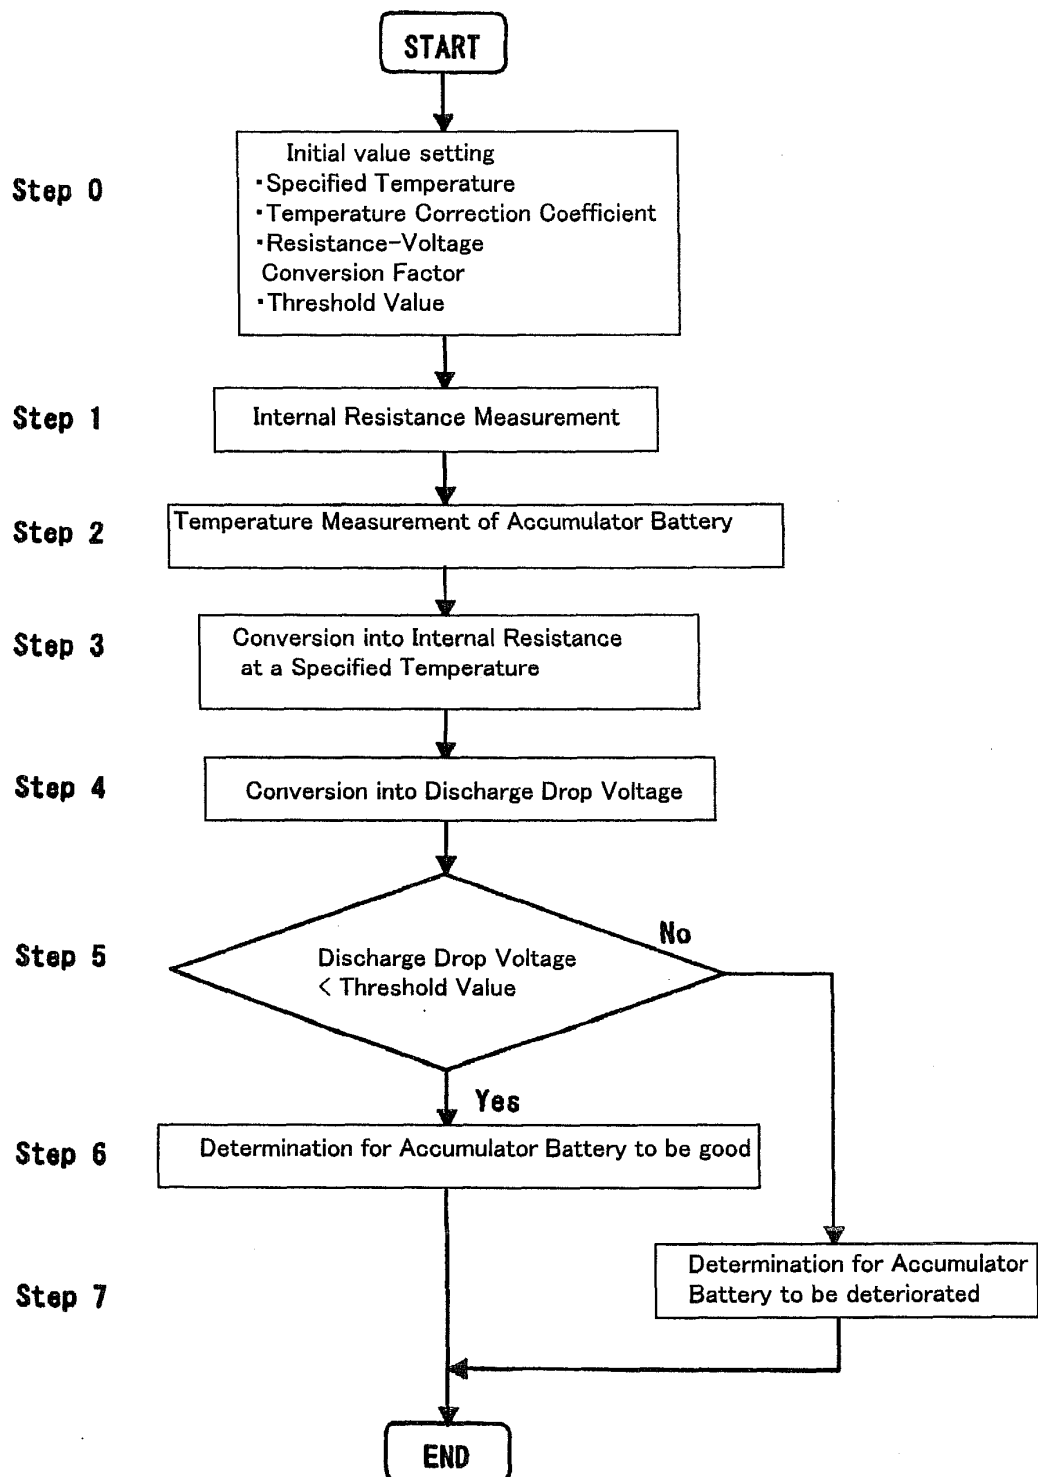 START
Step 0
Initial value setting
・Specified Temperature
・Temperature Correction Coefficient
・Resistance-Voltage
Conversion Factor
・Threshold Value
Step 1
Internal Resistance Measurement
Step 2
Temperature Measurement of Accumulator Battery
Step 3
Conversion into Internal Resistance
at a Specified Temperature
Step 4
Conversion into Discharge Drop Voltage
Step 5
Discharge Drop Voltage
< Threshold Value
No
Yes
Step 6
Determination for Accumulator Battery to be good
Step 7
Determination for Accumulator
Battery to be deteriorated
END